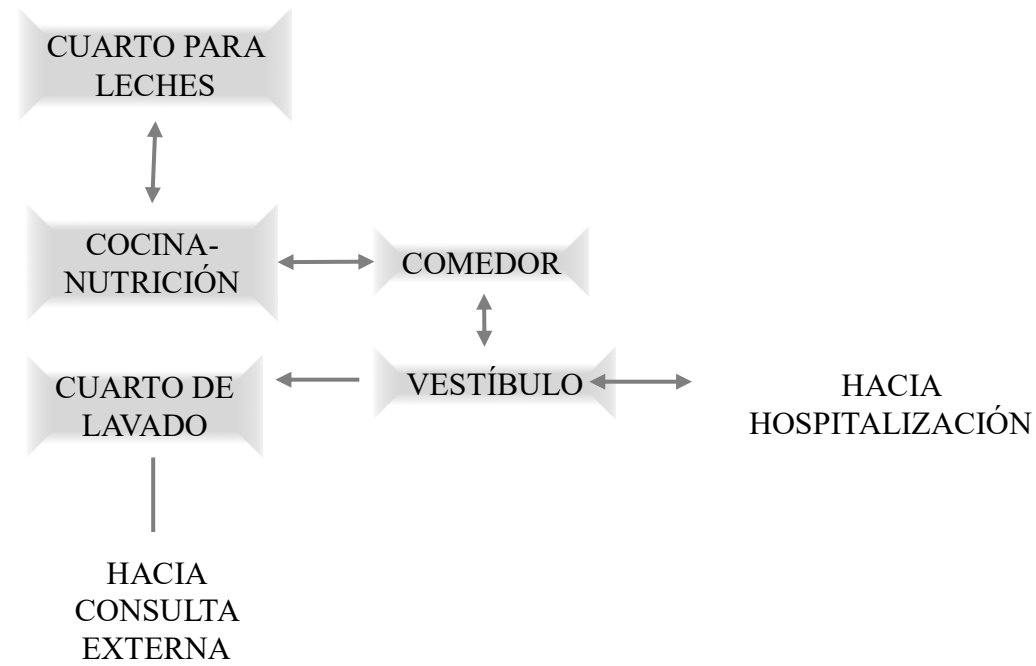 CUARTO PARA
LECHES
COCINA-
NUTRICIÓN
COMEDOR
CUARTO DE
LAVADO
VESTÍBULO
HACIA
HOSPITALIZACIÓN
HACIA
CONSULTA
EXTERNA